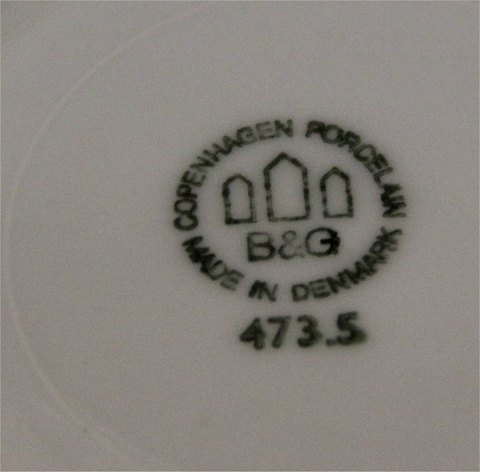 COPENHAGEN PORCELAIN
B&G
MADE IN DENMARK
473.5